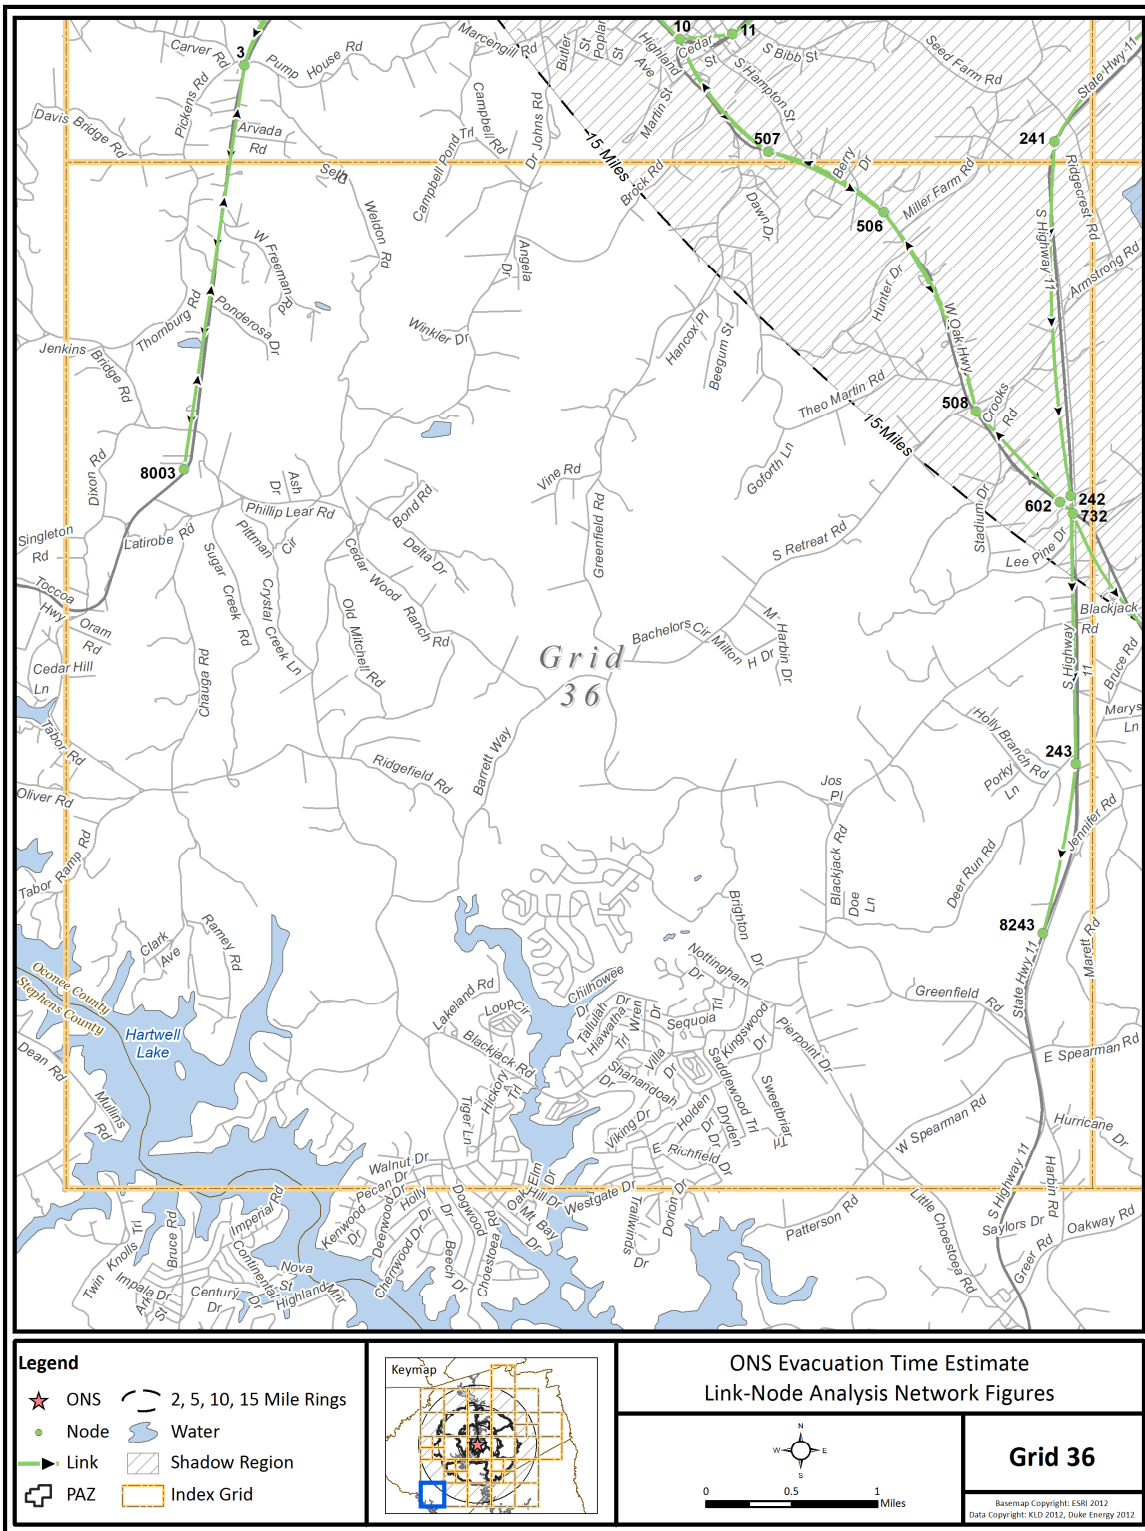 10
11
3
Carver Rd
Pump House Rd
Marcengill Rd
Butler St
Poplar St
Highland Ave
Cedar St
S Bibb St
Seed Farm Rd
State Hwy 11
Pickens Rd
Davis Bridge Rd
Arvada Rd
Campbell Rd
Campbell Pond Trl
Dr Johns Rd
Martin St
S Hampton St
507
241
15 Miles
Berry Dr
Seth
Brock Rd
Miller Farm Rd
Ridgecrest Rd
Weldon Rd
Dawn Dr
506
S Highway 11
W Freeman Rd
Angela Dr
Armstrong Rd
Hunter Dr
Thornburg Rd
Ponderosa Dr
Winkler Dr
Hancox Pl
W Oak Hwy
Jenkins Bridge Rd
Beegum St
Theo Martin Rd
508
Crooks Rd
15 Miles
8003
Dixon Rd
Ash Dr
Vine Rd
Goforth Ln
Bond Rd
Phillip Lear Rd
Stadium Dr
602
242
732
Singleton Rd
Latirobe Rd
Pittman Cir
Greenfield Rd
S Retreat Rd
Lee Pine Dr
Delta Dr
Sugar Creek Rd
Cedar Wood Ranch Rd
Toccoa Hwy
Crystal Creek Ln
Old Mitchell Rd
Blackjack Rd
Oram Rd
Bachelors Cir
Milton H Dr
M Harbin Dr
S Highway 11
Bruce Rd
Cedar Hill Ln
Changa Rd
Grid
36
Marys Ln
Tabor Rd
Holly Branch Rd
Barrett Way
243
Ridgefield Rd
Porky Ln
Jos Pl
Oliver Rd
Jennifer Rd
Blackjack Rd
Deer Run Rd
Tabor Ramp Rd
Doe Ln
Brighton Dr
8243
Clark Ave
Ramey Rd
Marett Rd
Nottingham Dr
State Hwy 11
Oconee County
Stephens County
Chilhowee Dr
Lakeland Rd
Greenfield Rd
Loop Cir
Tallulah Dr
Hiawatha Trl
Wren Dr
Sequoia Trl
Kingswood Dr
Pierpoint Dr
Hartwell
Lake
Blackjack Rd
E Spearman Rd
Dean Rd
Villa Dr
Shanandoah Dr
Saddlewood Trl
Sweetbriar Trl
Hickory Trl
Mullins Rd
Tiger Ln
Holden Dr
Dryden Dr
Viking Dr
W Spearman Rd
Hurricane Dr
E Richfield Dr
Walnut Dr
Pecan Dr
Holly Dr
Oak Elm Dr
Hill Dr
Westgate Dr
S Highway 11
Harbin Rd
Dogwood Dr
Mt Bay Dr
Trailwinds Dr
Dorion Dr
Little Choestoea Rd
Imperial Rd
Kenwood Dr
Deerwood Dr
Patterson Rd
Saylors Dr
Oakway Rd
Twin Knolls Trl
Bruce Rd
Cherrwood Dr
Beech Dr
Choestoea Rd
Greer Rd
Continental Dr
Nova St
Impala Dr
Ark St
Century Dr
Highland Mnr
Legend
ONS
2, 5, 10, 15 Mile Rings
Node
Water
Link
Shadow Region
PAZ
Index Grid
Keymap
ONS Evacuation Time Estimate
Link-Node Analysis Network Figures
N
W E
S
0 0.5 1
Miles
Grid 36
Basemap Copyright: ESRI 2012
Data Copyright: KLD 2012, Duke Energy 2012